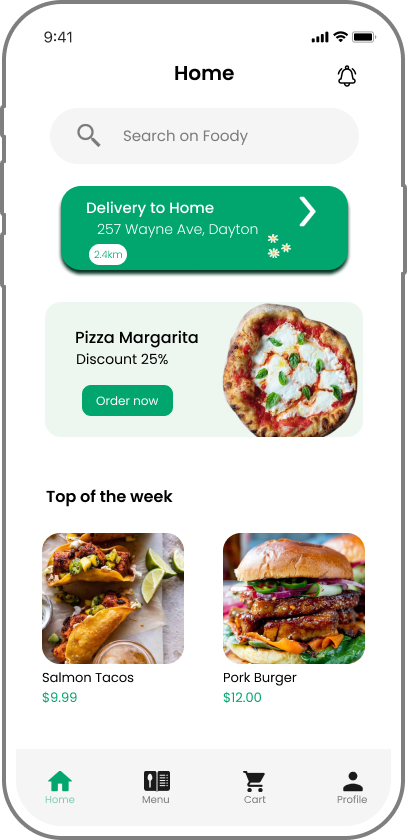 9:41
Home
Search on Foody
Delivery to Home
257 Wayne Ave, Dayton
2.4km
Pizza Margarita
Discount 25%
Order now
Top of the week
Salmon Tacos
Pork Burger
$9.99
$12.00
Home
Menu
Cart
Profile